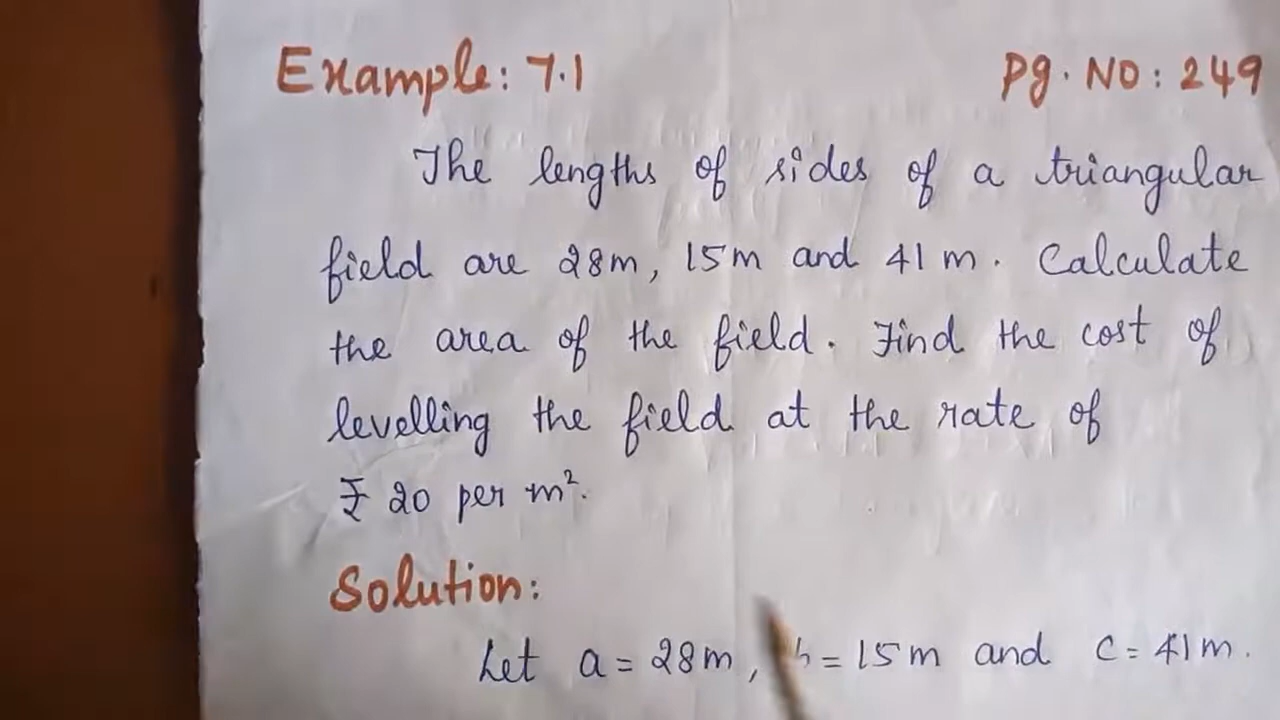 Example: 7.1 Pg. NO: 249
The lengths of sides of a triangular
field are 28m, 15m and 41 m. Calculate
the area of the field. Find the cost of
levelling the field at the rate of
₹ 20 per m².
Solution:
Let a = 28m, b = 15m and c = 41m.